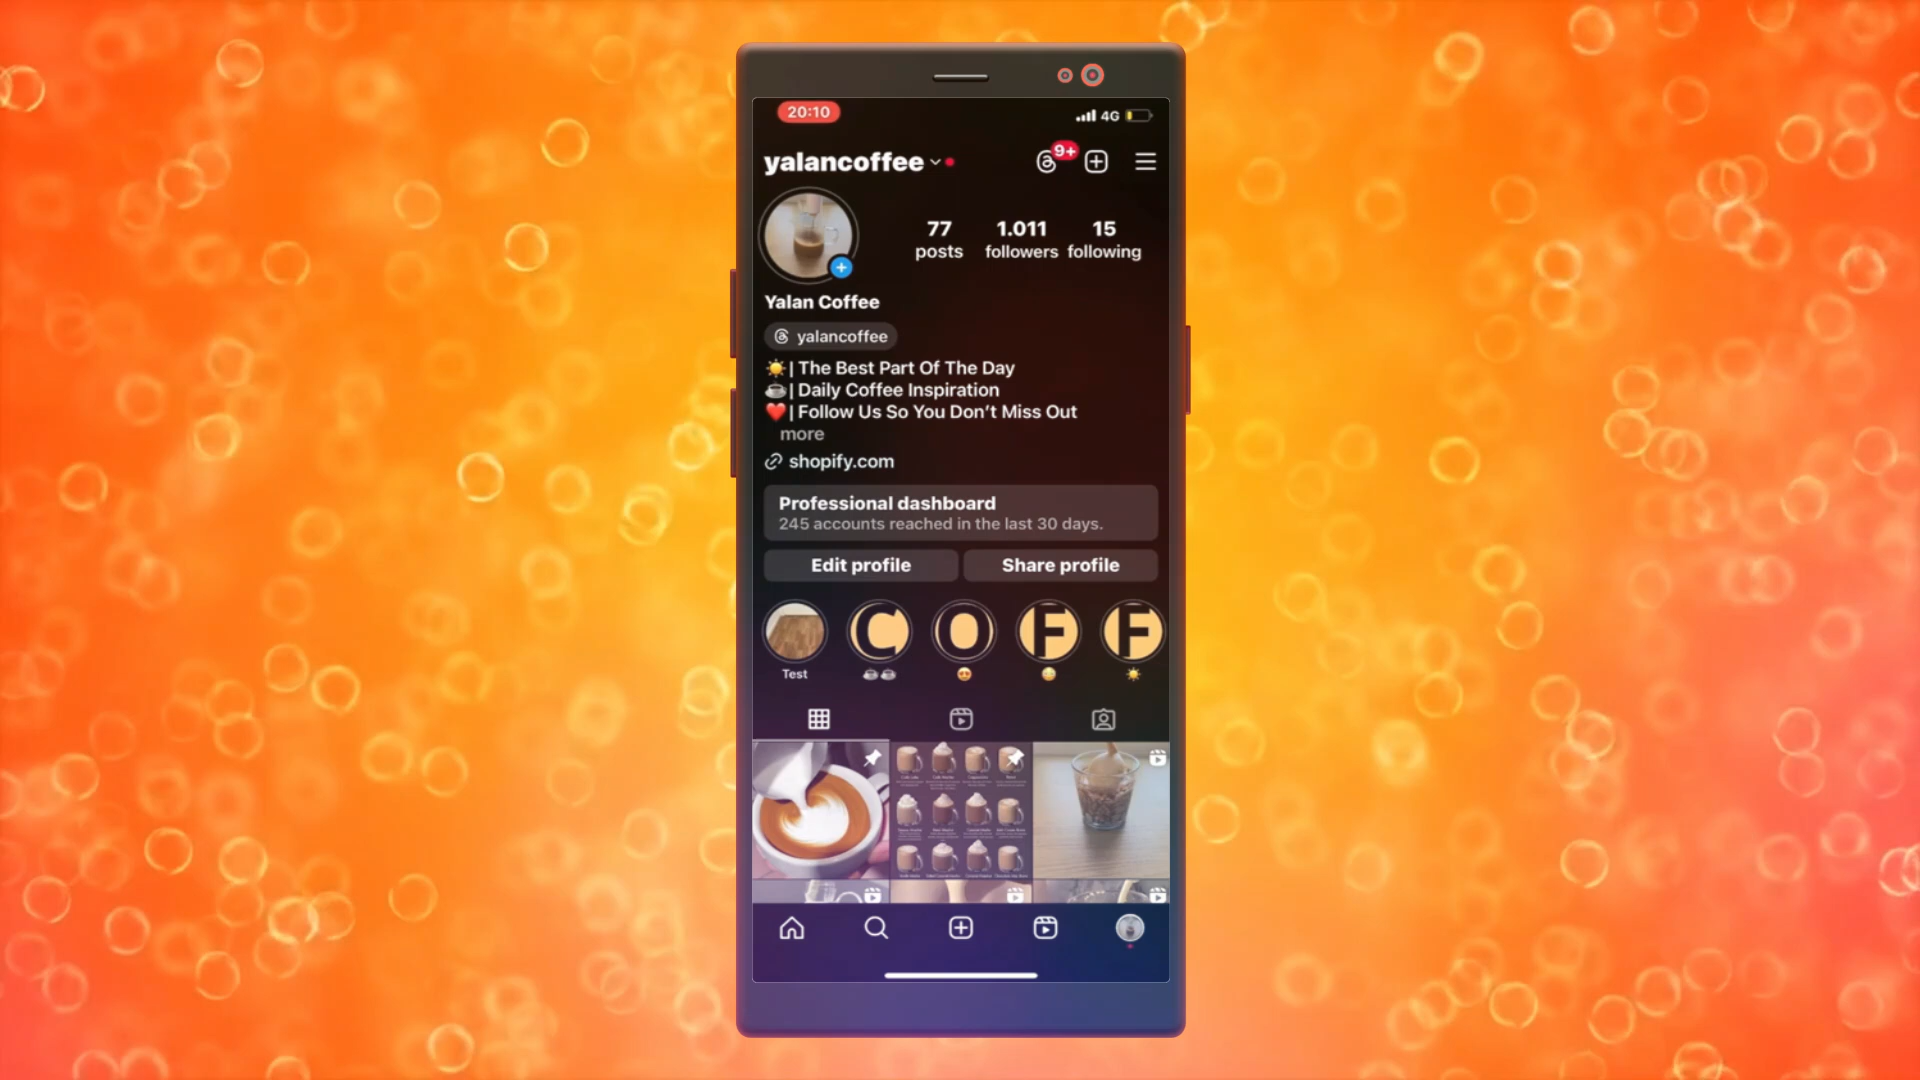 20:10
4G
yalancoffee
9+
77
posts
1.011
followers
15
following
Yalan Coffee
yalancoffee
☀️| The Best Part Of The Day
☕| Daily Coffee Inspiration
❤️| Follow Us So You Don’t Miss Out
more
shopify.com
Professional dashboard
245 accounts reached in the last 30 days.
Edit profile
Share profile
C
O
F
F
Test